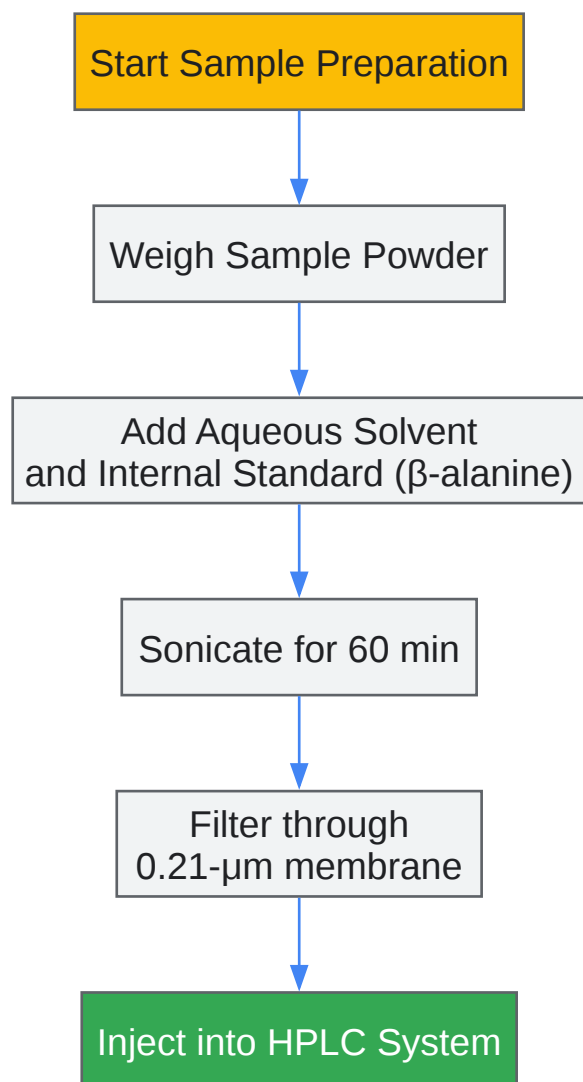 Start Sample Preparation
Weigh Sample Powder
Add Aqueous Solvent
and Internal Standard (β-alanine)
Sonicate for 60 min
Filter through
0.21-μm membrane
Inject into HPLC System